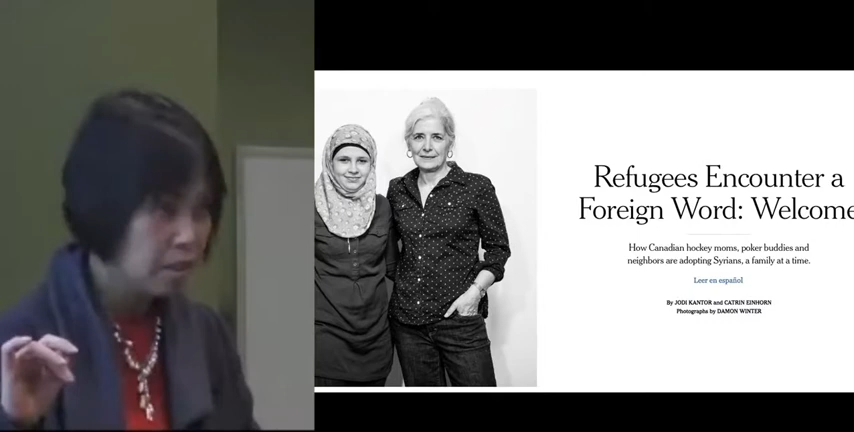 Refugees Encounter a
Foreign Word: Welcome
How Canadian hockey moms, poker buddies and
neighbors are adopting Syrians, a family at a time.
Leer en español
By JODI KANTOR and CATRIN EINHORN
Photographs by DAMON WINTER